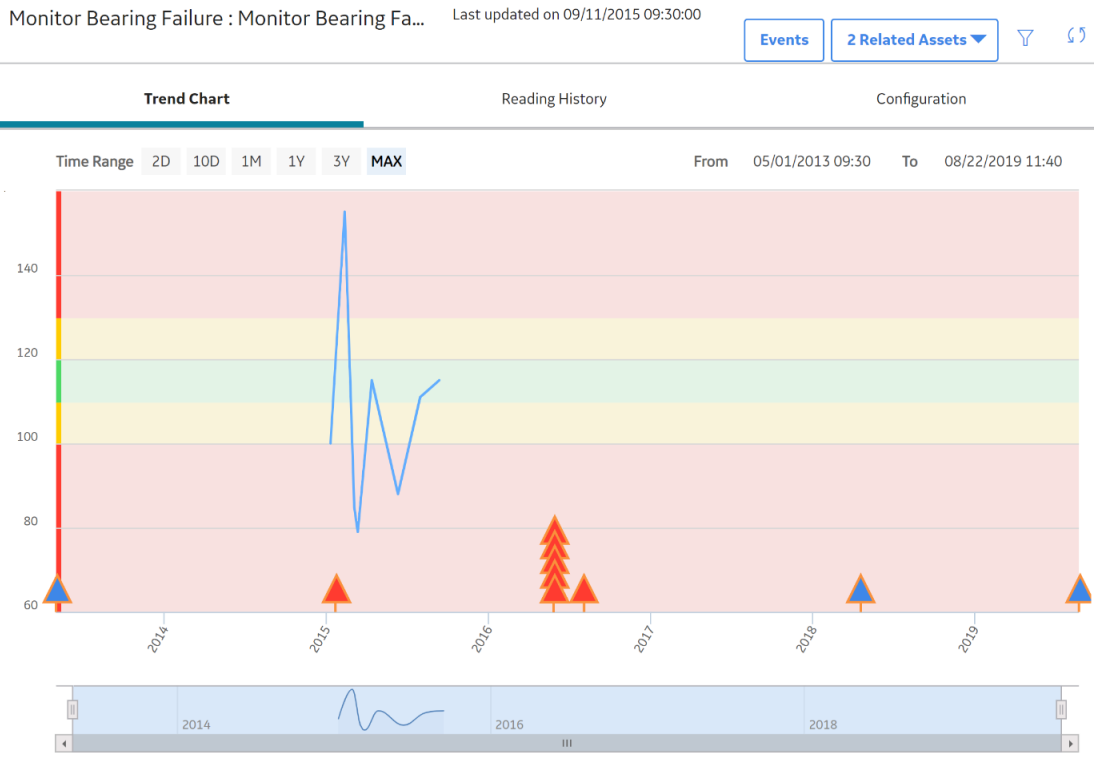 Monitor Bearing Failure : Monitor Bearing Fa...
Last updated on 09/11/2015 09:30:00
Events
2 Related Assets
Trend Chart
Reading History
Configuration
Time Range 2D 10D 1M 1Y 3Y MAX
From 05/01/2013 09:30 To 08/22/2019 11:40
140
120
100
80
60
2014 2015 2016 2017 2018 2019
2014 2016 2018